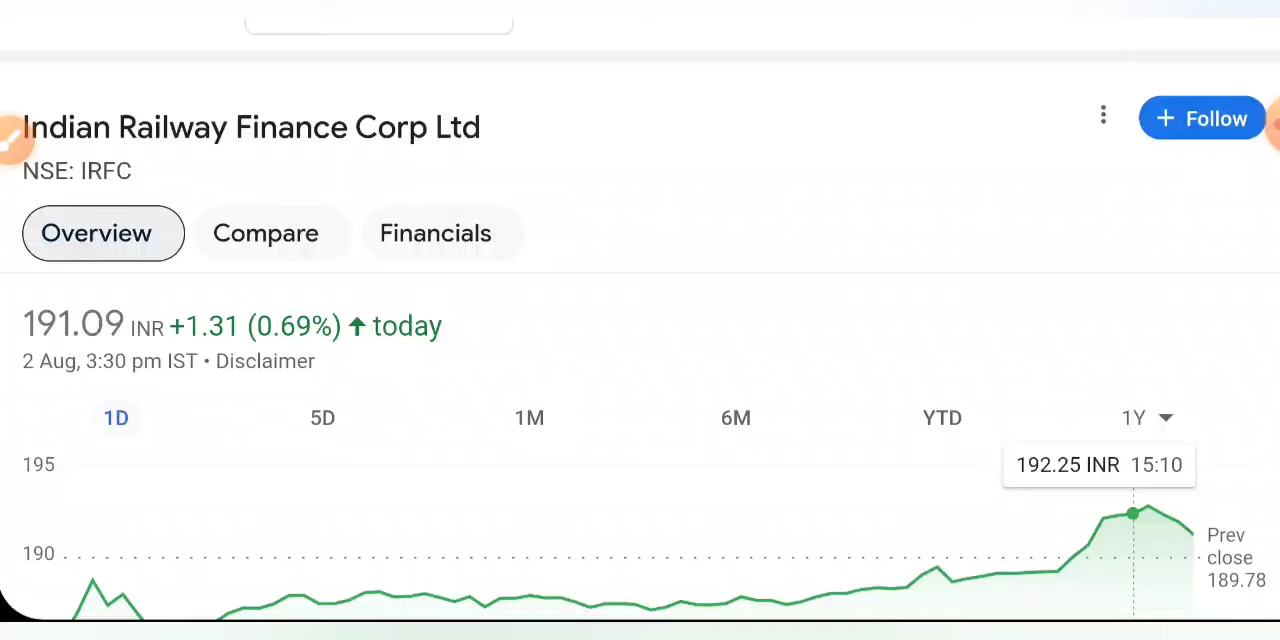 Indian Railway Finance Corp Ltd
+ Follow
NSE: IRFC
Overview Compare Financials
191.09 INR +1.31 (0.69%) ↑ today
2 Aug, 3:30 pm IST • Disclaimer
1D 5D 1M 6M YTD 1Y
192.25 INR 15:10
195
190
Prev
close
189.78